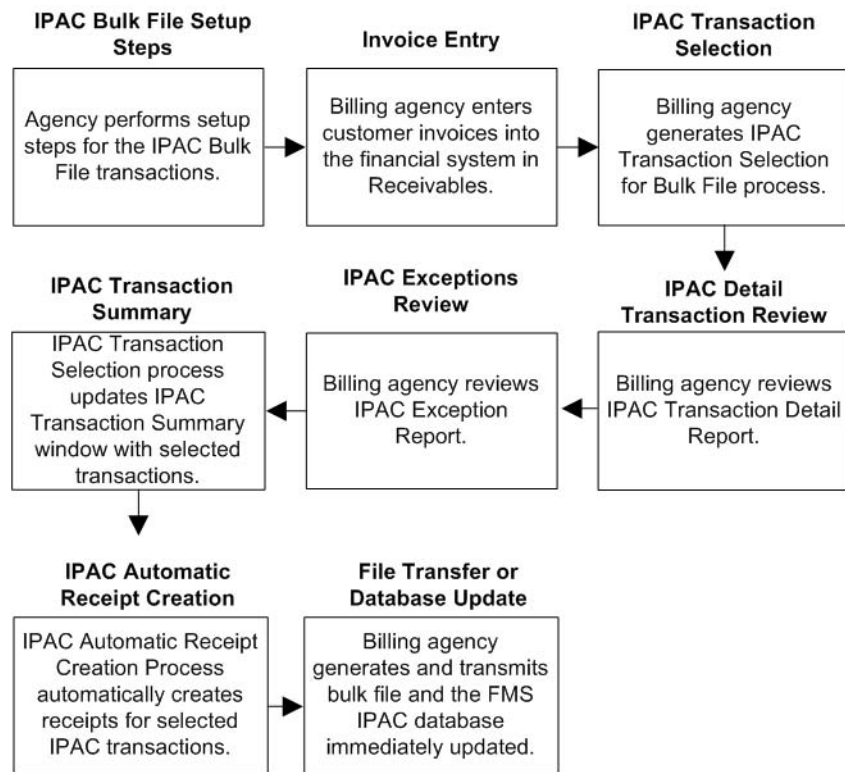 IPAC Bulk File Setup
Steps
Agency performs setup
steps for the IPAC Bulk
File transactions.
Invoice Entry
Billing agency enters
customer invoices into
the financial system in
Receivables.
IPAC Transaction
Selection
Billing agency
generates IPAC
Transaction Selection
for Bulk File process.
IPAC Detail
Transaction Review
Billing agency reviews
IPAC Transaction Detail
Report.
IPAC Exceptions
Review
Billing agency reviews
IPAC Exception
Report.
IPAC Transaction
Summary
IPAC Transaction
Selection process
updates IPAC
Transaction Summary
window with selected
transactions.
IPAC Automatic
Receipt Creation
IPAC Automatic Receipt
Creation Process
automatically creates
receipts for selected
IPAC transactions.
File Transfer or
Database Update
Billing agency
generates and transmits
bulk file and the FMS
IPAC database
immediately updated.